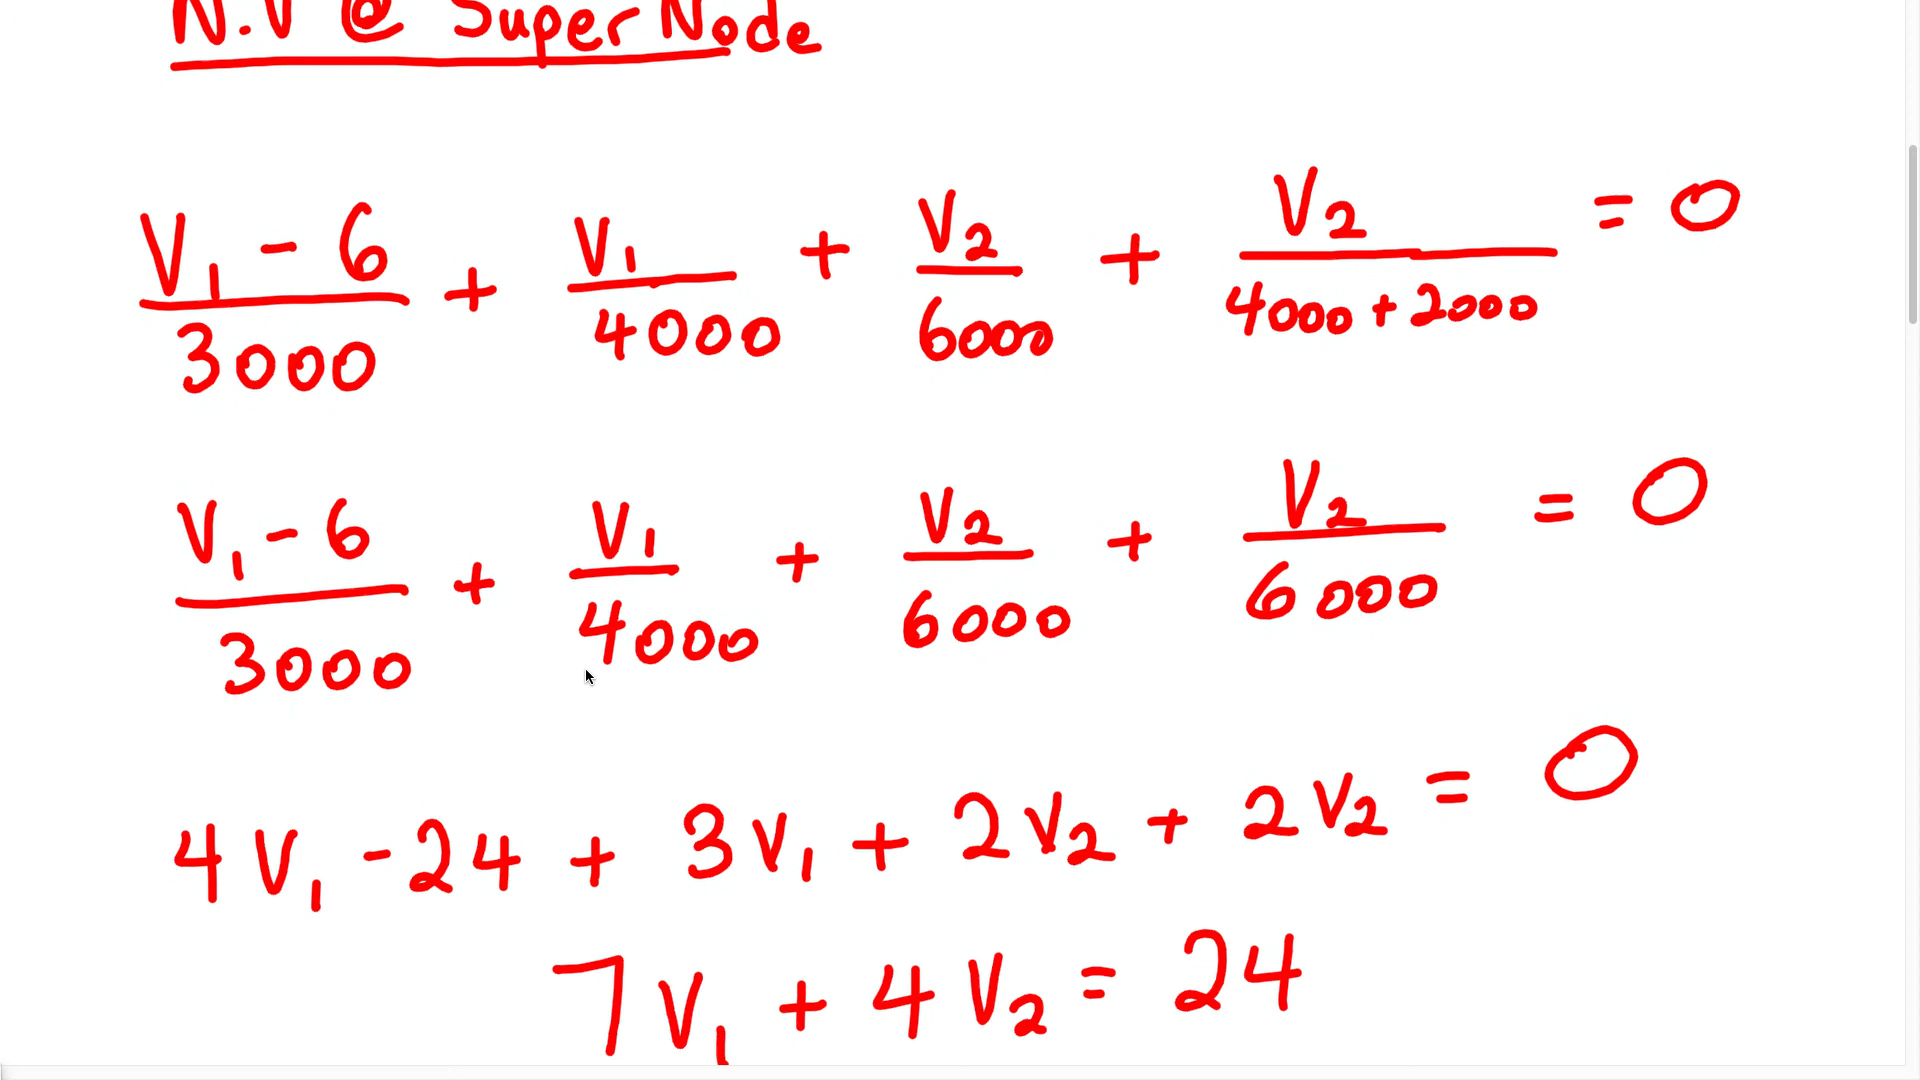 N.V @ Super Node
V₁ - 6 / 3000 + V₁ / 4000 + V₂ / 6000 + V₂ / 4000 + 2000 = 0
V₁ - 6 / 3000 + V₁ / 4000 + V₂ / 6000 + V₂ / 6000 = 0
4V₁ - 24 + 3V₁ + 2V₂ + 2V₂ = 0
7V₁ + 4V₂ = 24